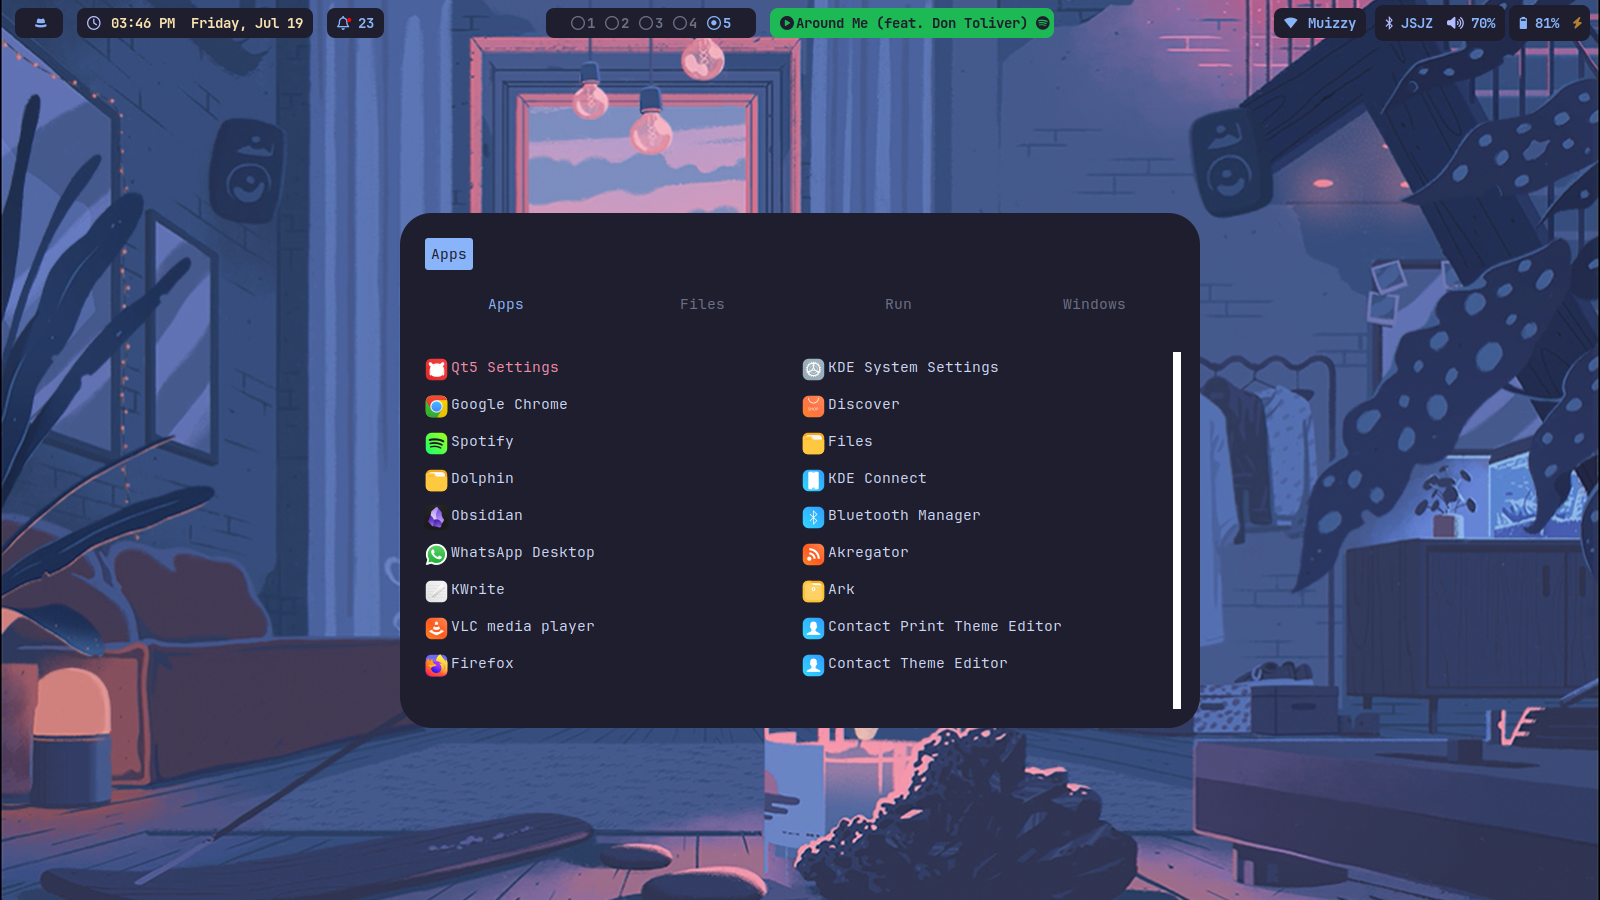 03:46 PM Friday, Jul 19
23
1 2 3 4 5
Around Me (feat. Don Toliver)
Muizzy
JSJZ 70%
81%
Apps
Apps Files Run Windows
Qt5 Settings
Google Chrome
Spotify
Dolphin
Obsidian
WhatsApp Desktop
KWrite
VLC media player
Firefox
KDE System Settings
Discover
Files
KDE Connect
Bluetooth Manager
Akregator
Ark
Contact Print Theme Editor
Contact Theme Editor